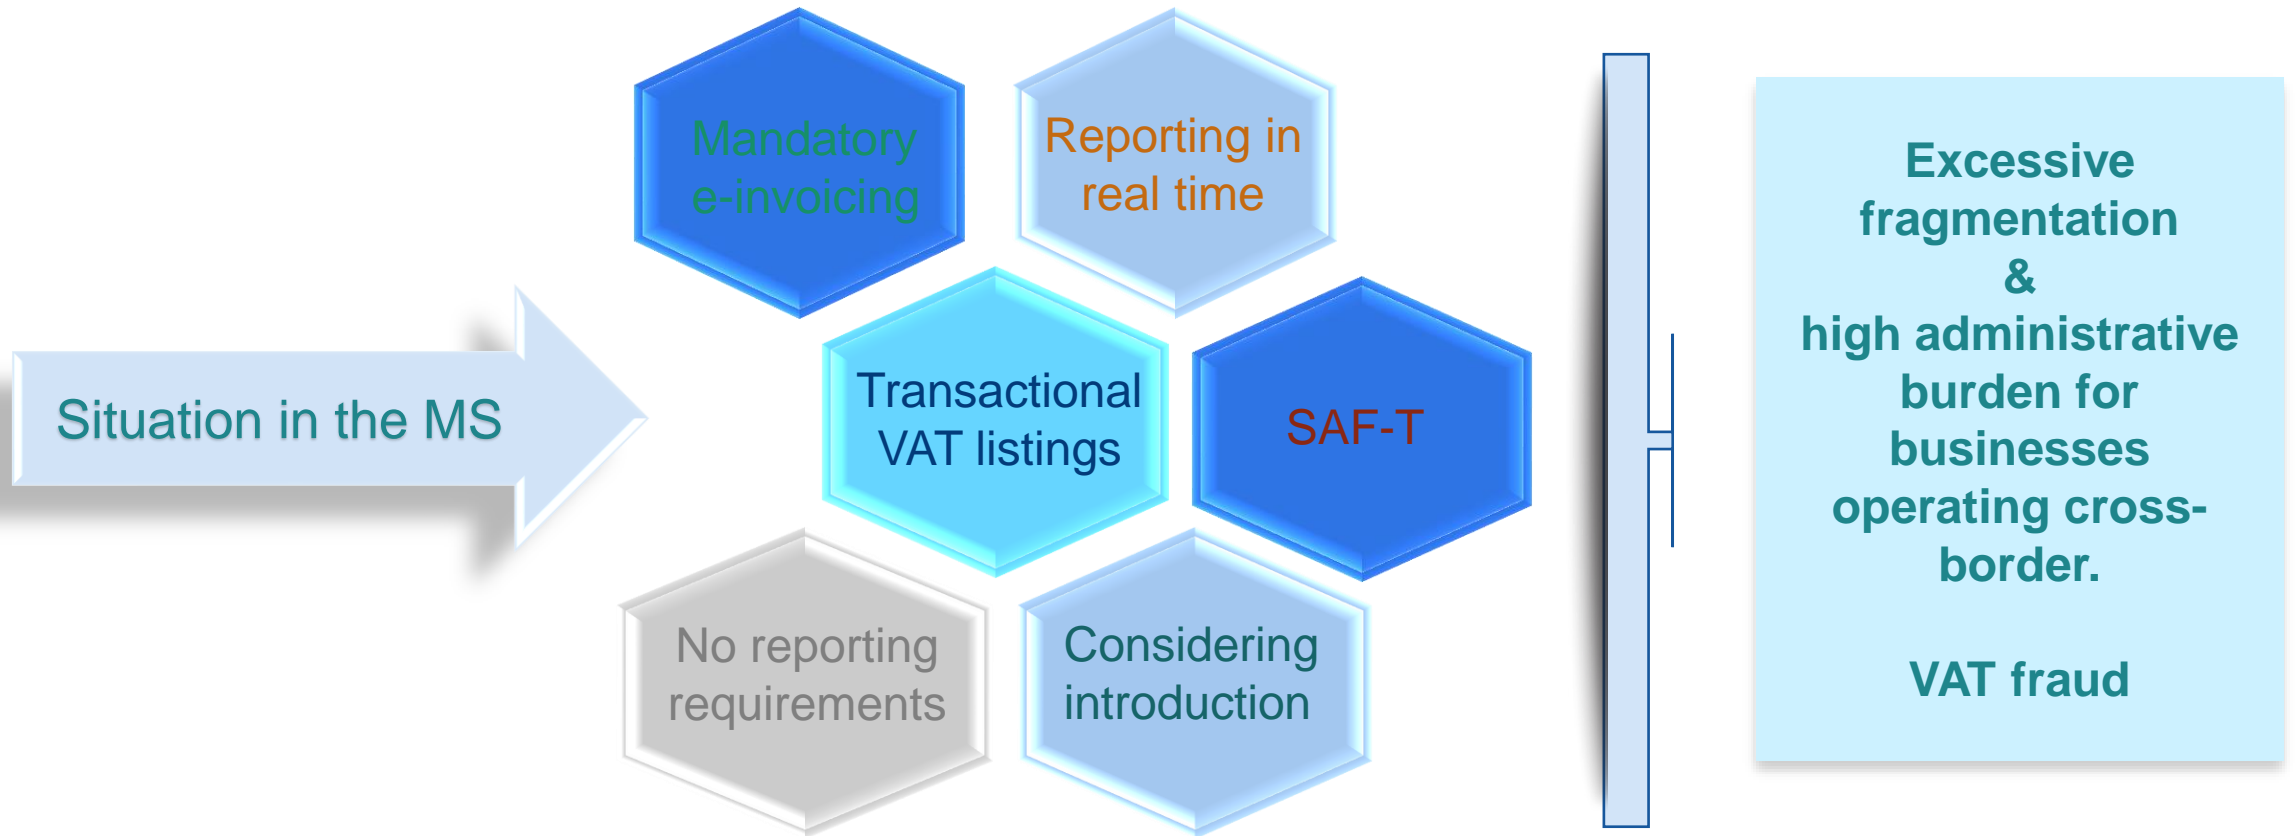 Situation in the MS
Mandatory
e-invoicing
Reporting in
real time
Transactional
VAT listings
SAF-T
No reporting
requirements
Considering
introduction
Excessive
fragmentation
&
high administrative
burden for
businesses
operating cross-
border.
VAT fraud